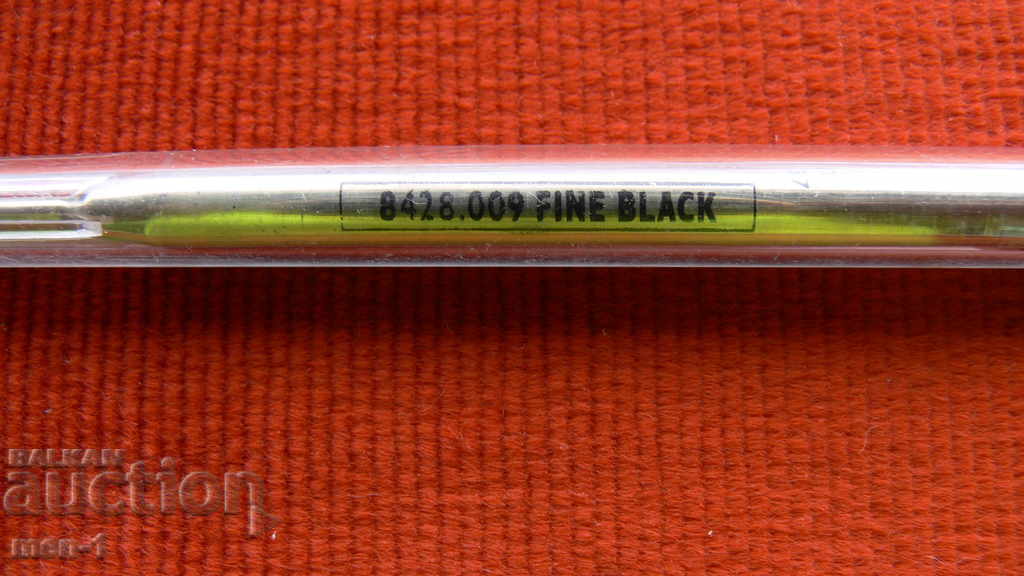 8428.009 FINE BLACK
BALKAN
auction
men-1